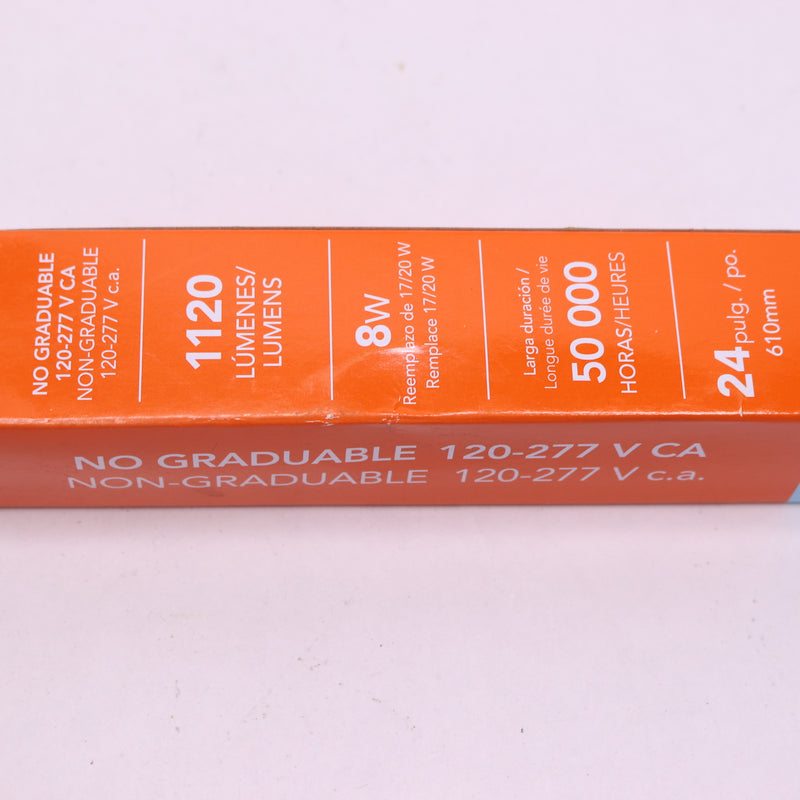 NO GRADUABLE
120-277 V CA
NON-GRADUABLE
120-277 V c.a.
1120
LÚMENES/
LUMENS
8W
Reemplazo de 17/20 W
Remplace 17/20 W
Larga duración /
Longue durée de vie
50 000
HORAS/HEURES
24 pulg. / po.
610mm
NO GRADUABLE 120-277 V CA
NON-GRADUABLE 120-277 V c.a.